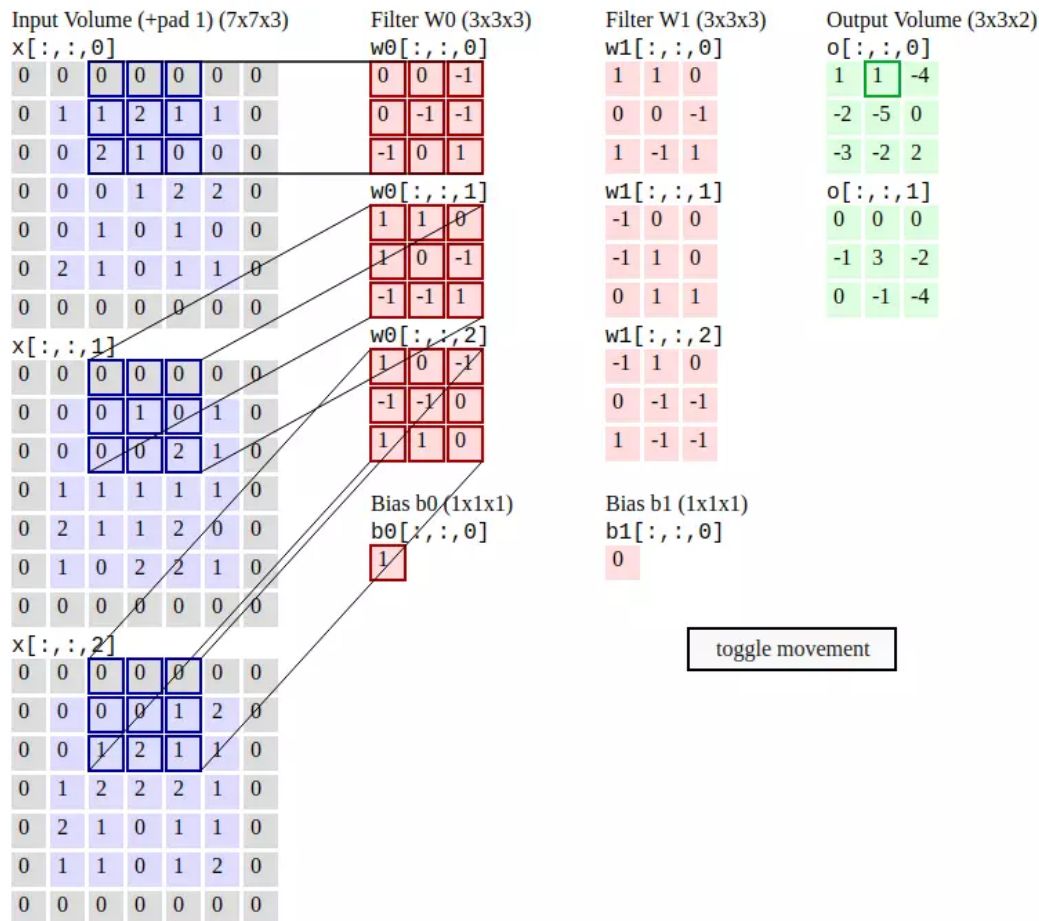 Input Volume (+pad 1) (7x7x3)
x[:,:,0]
0 0 0 0 0 0 0
0 1 1 2 1 1 0
0 0 2 1 0 0 0
0 0 0 1 2 2 0
0 0 1 0 1 0 0
0 2 1 0 1 1 0
0 0 0 0 0 0 0
x[:,:,1]
0 0 0 0 0 0 0
0 0 0 1 0 1 0
0 0 0 0 2 1 0
0 1 1 1 1 1 0
0 2 1 1 2 0 0
0 1 0 2 2 1 0
0 0 0 0 0 0 0
x[:,:,2]
0 0 0 0 0 0 0
0 0 0 0 1 2 0
0 0 1 2 1 1 0
0 1 2 2 2 1 0
0 2 1 0 1 1 0
0 1 1 0 1 2 0
0 0 0 0 0 0 0
Filter W0 (3x3x3)
w0[:,:,0]
0 0 -1
0 -1 -1
-1 0 1
w0[:,:,1]
1 1 0
1 0 -1
-1 -1 1
w0[:,:,2]
1 0 -1
-1 -1 0
1 1 0
Bias b0 (1x1x1)
b0[:,:,0]
1
Filter W1 (3x3x3)
w1[:,:,0]
1 1 0
0 0 -1
1 -1 1
w1[:,:,1]
-1 0 0
-1 1 0
0 1 1
w1[:,:,2]
-1 1 0
0 -1 -1
1 -1 -1
Bias b1 (1x1x1)
b1[:,:,0]
0
Output Volume (3x3x2)
o[:,:,0]
1 1 -4
-2 -5 0
-3 -2 2
o[:,:,1]
0 0 0
-1 3 -2
0 -1 -4
toggle movement